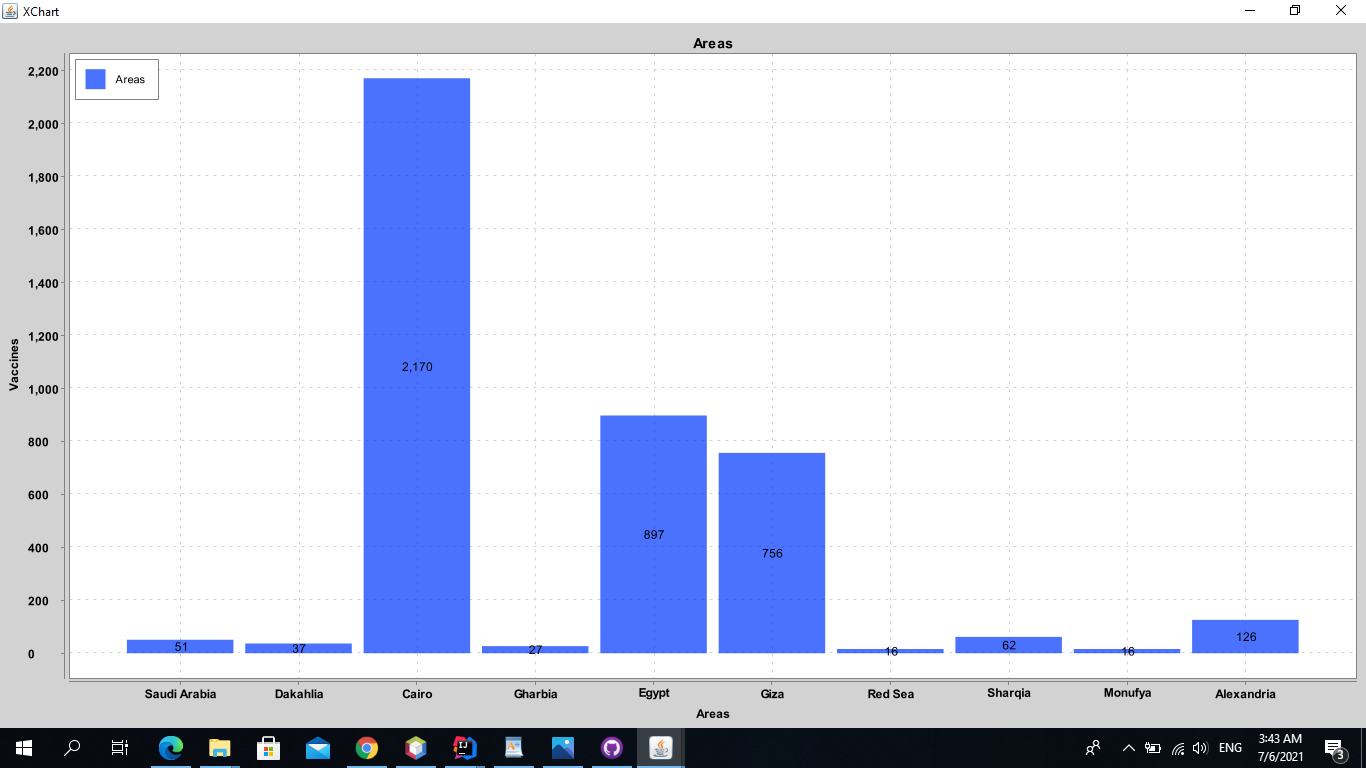 XChart
Areas
Areas
2,200
2,000
1,800
1,600
1,400
1,200
1,000
800
600
400
200
0
Vaccines
51
37
2,170
27
897
756
16
62
16
126
Saudi Arabia
Dakahlia
Cairo
Gharbia
Egypt
Giza
Red Sea
Sharqia
Monufya
Alexandria
Areas
IJ
ENG
3:43 AM
7/6/2021
3